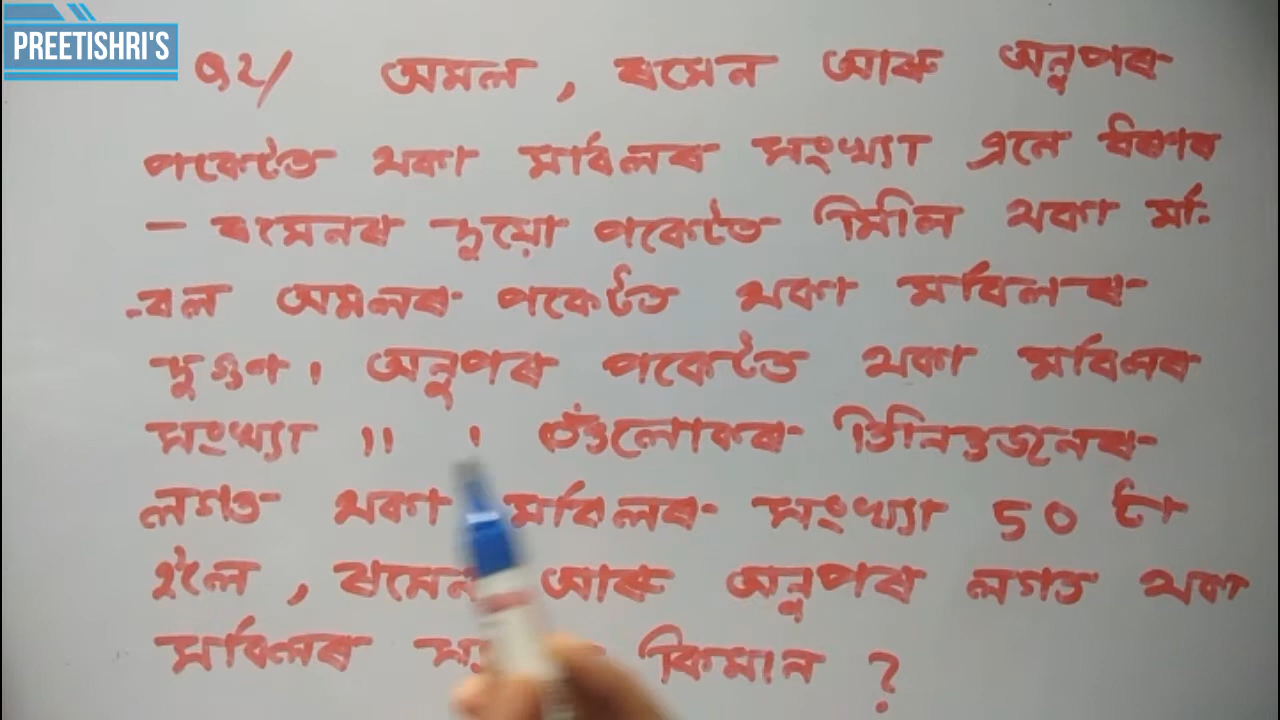 PREETISHRI'S
Q2/ অমল, ৰমেন আৰু অনুপৰ
পকেটত থকা মাৰ্বলৰ সংখ্যা এনে ধৰণৰ
- ৰমেনৰ দুয়ো পকেটত মিলি থকা মা-
-ৰ্বল অমলৰ পকেটত থকা মাৰ্বলৰ
দুগুণ। অনুপৰ পকেটত থকা মাৰ্বলৰ
সংখ্যা 11 । তেওঁলোকৰ তিনিওজনৰ
লগত থকা মাৰ্বলৰ সংখ্যা 50 টা
হ'লে, ৰমেন আৰু অনুপৰ লগত থকা
মাৰ্বলৰ কিমান ?